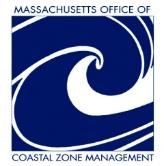 MASSACHUSETTS OFFICE OF
COASTAL ZONE MANAGEMENT